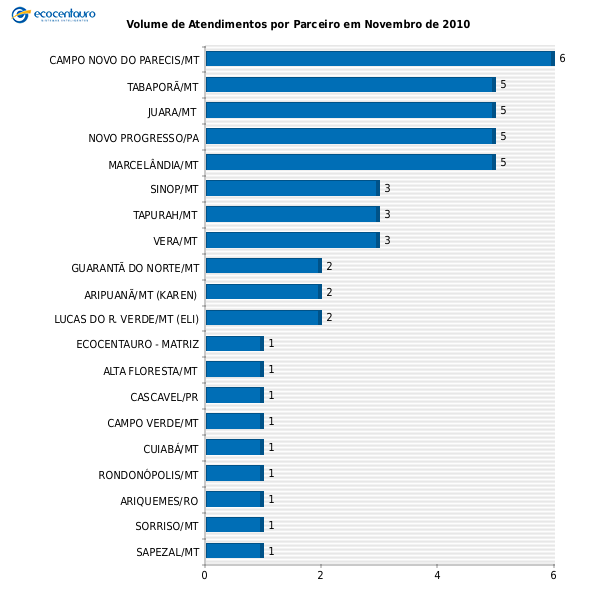 ecocentauro
Volume de Atendimentos por Parceiro em Novembro de 2010
CAMPO NOVO DO PARECIS/MT 6
TABAPORÃ/MT 5
JUARA/MT 5
NOVO PROGRESSO/PA 5
MARCELÂNDIA/MT 5
SINOP/MT 3
TAPURAH/MT 3
VERA/MT 3
GUARANTÃ DO NORTE/MT 2
ARIPUANÃ/MT (KAREN) 2
LUCAS DO R. VERDE/MT (ELI) 2
ECOCENTAURO - MATRIZ 1
ALTA FLORESTA/MT 1
CASCAVEL/PR 1
CAMPO VERDE/MT 1
CUIABÁ/MT 1
RONDONÓPOLIS/MT 1
ARIQUEMES/RO 1
SORRISO/MT 1
SAPEZAL/MT 1
0 2 4 6